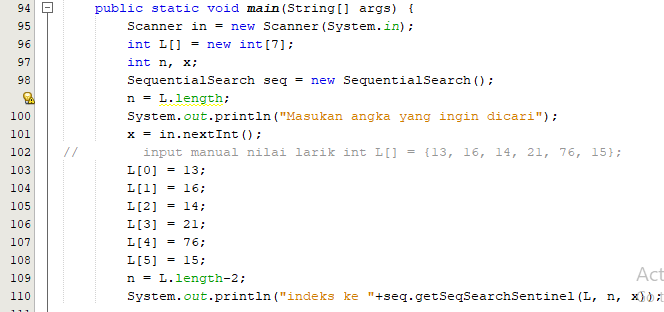 94 public static void main(String[] args) {
95 Scanner in = new Scanner(System.in);
96 int L[] = new int[7];
97 int n, x;
98 SequentialSearch seq = new SequentialSearch();
n = L.length;
100 System.out.println("Masukan angka yang ingin dicari");
101 x = in.nextInt();
102 // input manual nilai larik int L[] = {13, 16, 14, 21, 76, 15};
103 L[0] = 13;
104 L[1] = 16;
105 L[2] = 14;
106 L[3] = 21;
107 L[4] = 76;
108 L[5] = 15;
109 n = L.length-2;
110 System.out.println("indeks ke "+seq.getSeqSearchSentinel(L, n, x));
Act